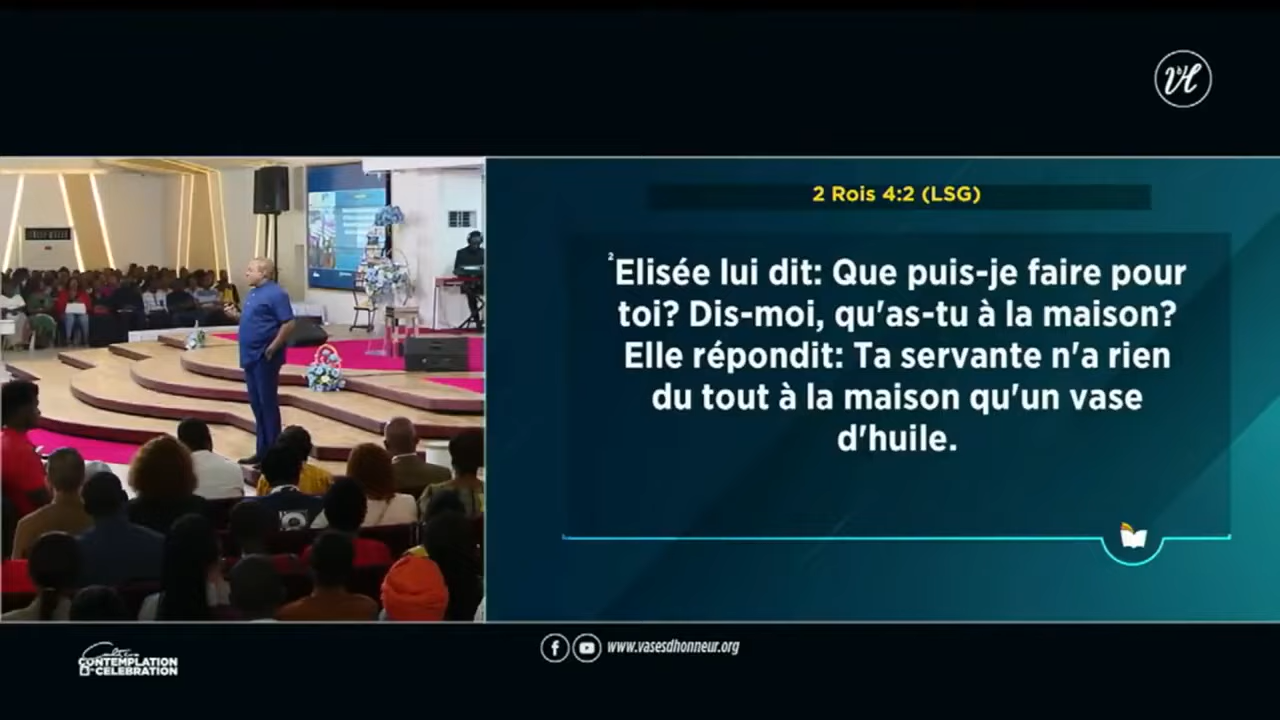 VH
2 Rois 4:2 (LSG)
²Elisée lui dit: Que puis-je faire pour
toi? Dis-moi, qu'as-tu à la maison?
Elle répondit: Ta servante n'a rien
du tout à la maison qu'un vase
d'huile.
CONTEMPLATION
CELEBRATION
www.vasesdhonneur.org